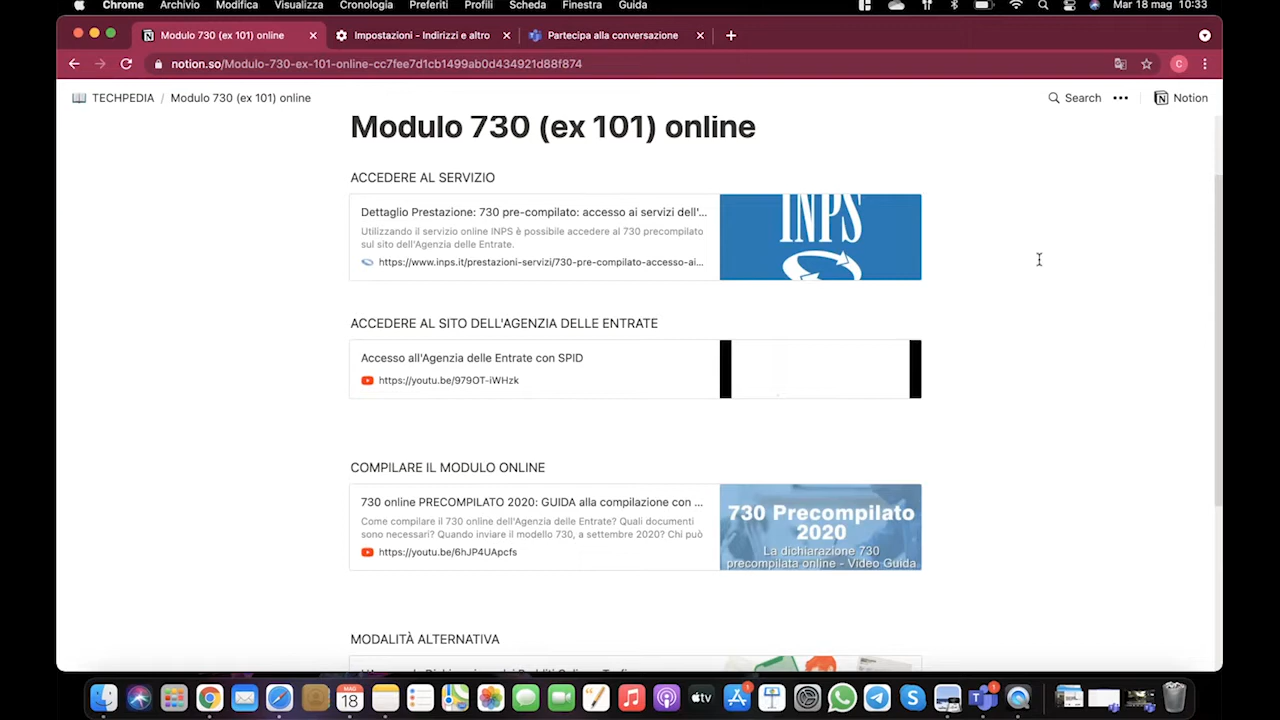 Chrome Archivio Modifica Visualizza Cronologia Preferiti Profili Scheda Finestra Guida Mar 18 mag 10:33
Modulo 730 (ex 101) online Impostazioni - Indirizzi e altro Partecipa alla conversazione
notion.so/Modulo-730-ex-101-online-cc7fee7d1cb1499ab0d434921d88f874 C
TECHPEDIA / Modulo 730 (ex 101) online Search Notion
Modulo 730 (ex 101) online
ACCEDERE AL SERVIZIO
Dettaglio Prestazione: 730 pre-compilato: accesso ai servizi dell'...
Utilizzando il servizio online INPS è possibile accedere al 730 precompilato
sul sito dell'Agenzia delle Entrate.
https://www.inps.it/prestazioni-servizi/730-pre-compilato-accesso-ai...
INPS
ACCEDERE AL SITO DELL'AGENZIA DELLE ENTRATE
Accesso all'Agenzia delle Entrate con SPID
https://youtu.be/979OT-iWHzk
COMPILARE IL MODULO ONLINE
730 online PRECOMPILATO 2020: GUIDA alla compilazione con ...
Come compilare il 730 online dell'Agenzia delle Entrate? Quali documenti
sono necessari? Quando inviare il modello 730, a settembre 2020? Chi può
https://youtu.be/6hJP4UApcfs
730 Precompilato
2020
La dichiarazione 730
precompilata online - Video Guida
MODALITÀ ALTERNATIVA
MAG
18
tv
1
1